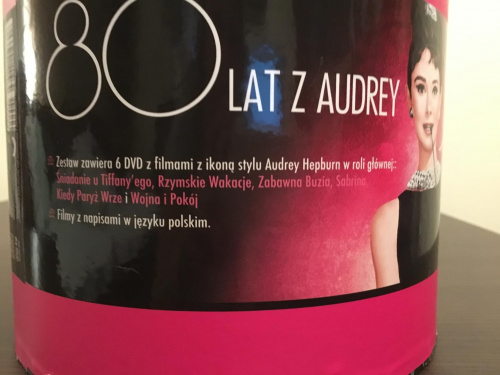 80 LAT Z AUDREY
Zestaw zawiera 6 DVD z filmami z ikoną stylu Audrey Hepburn w roli głównej:
Śniadanie u Tiffany'ego, Rzymskie Wakacje, Zabawna Buzia, Sabrina,
Kiedy Paryż Wrze i Wojna i Pokój
Filmy z napisami w języku polskim.